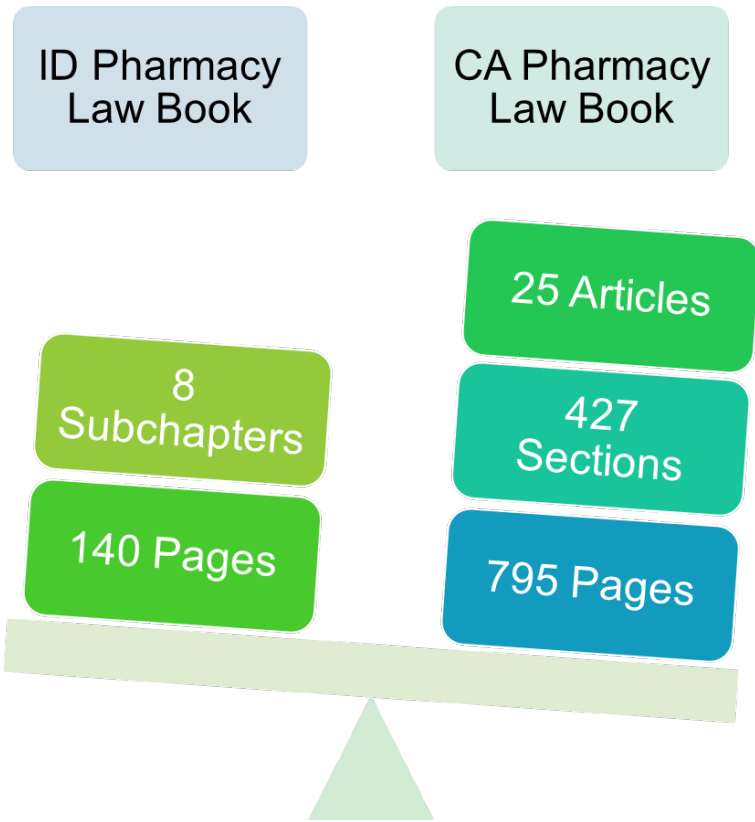 ID Pharmacy
Law Book
CA Pharmacy
Law Book
8
Subchapters
140 Pages
25 Articles
427
Sections
795 Pages